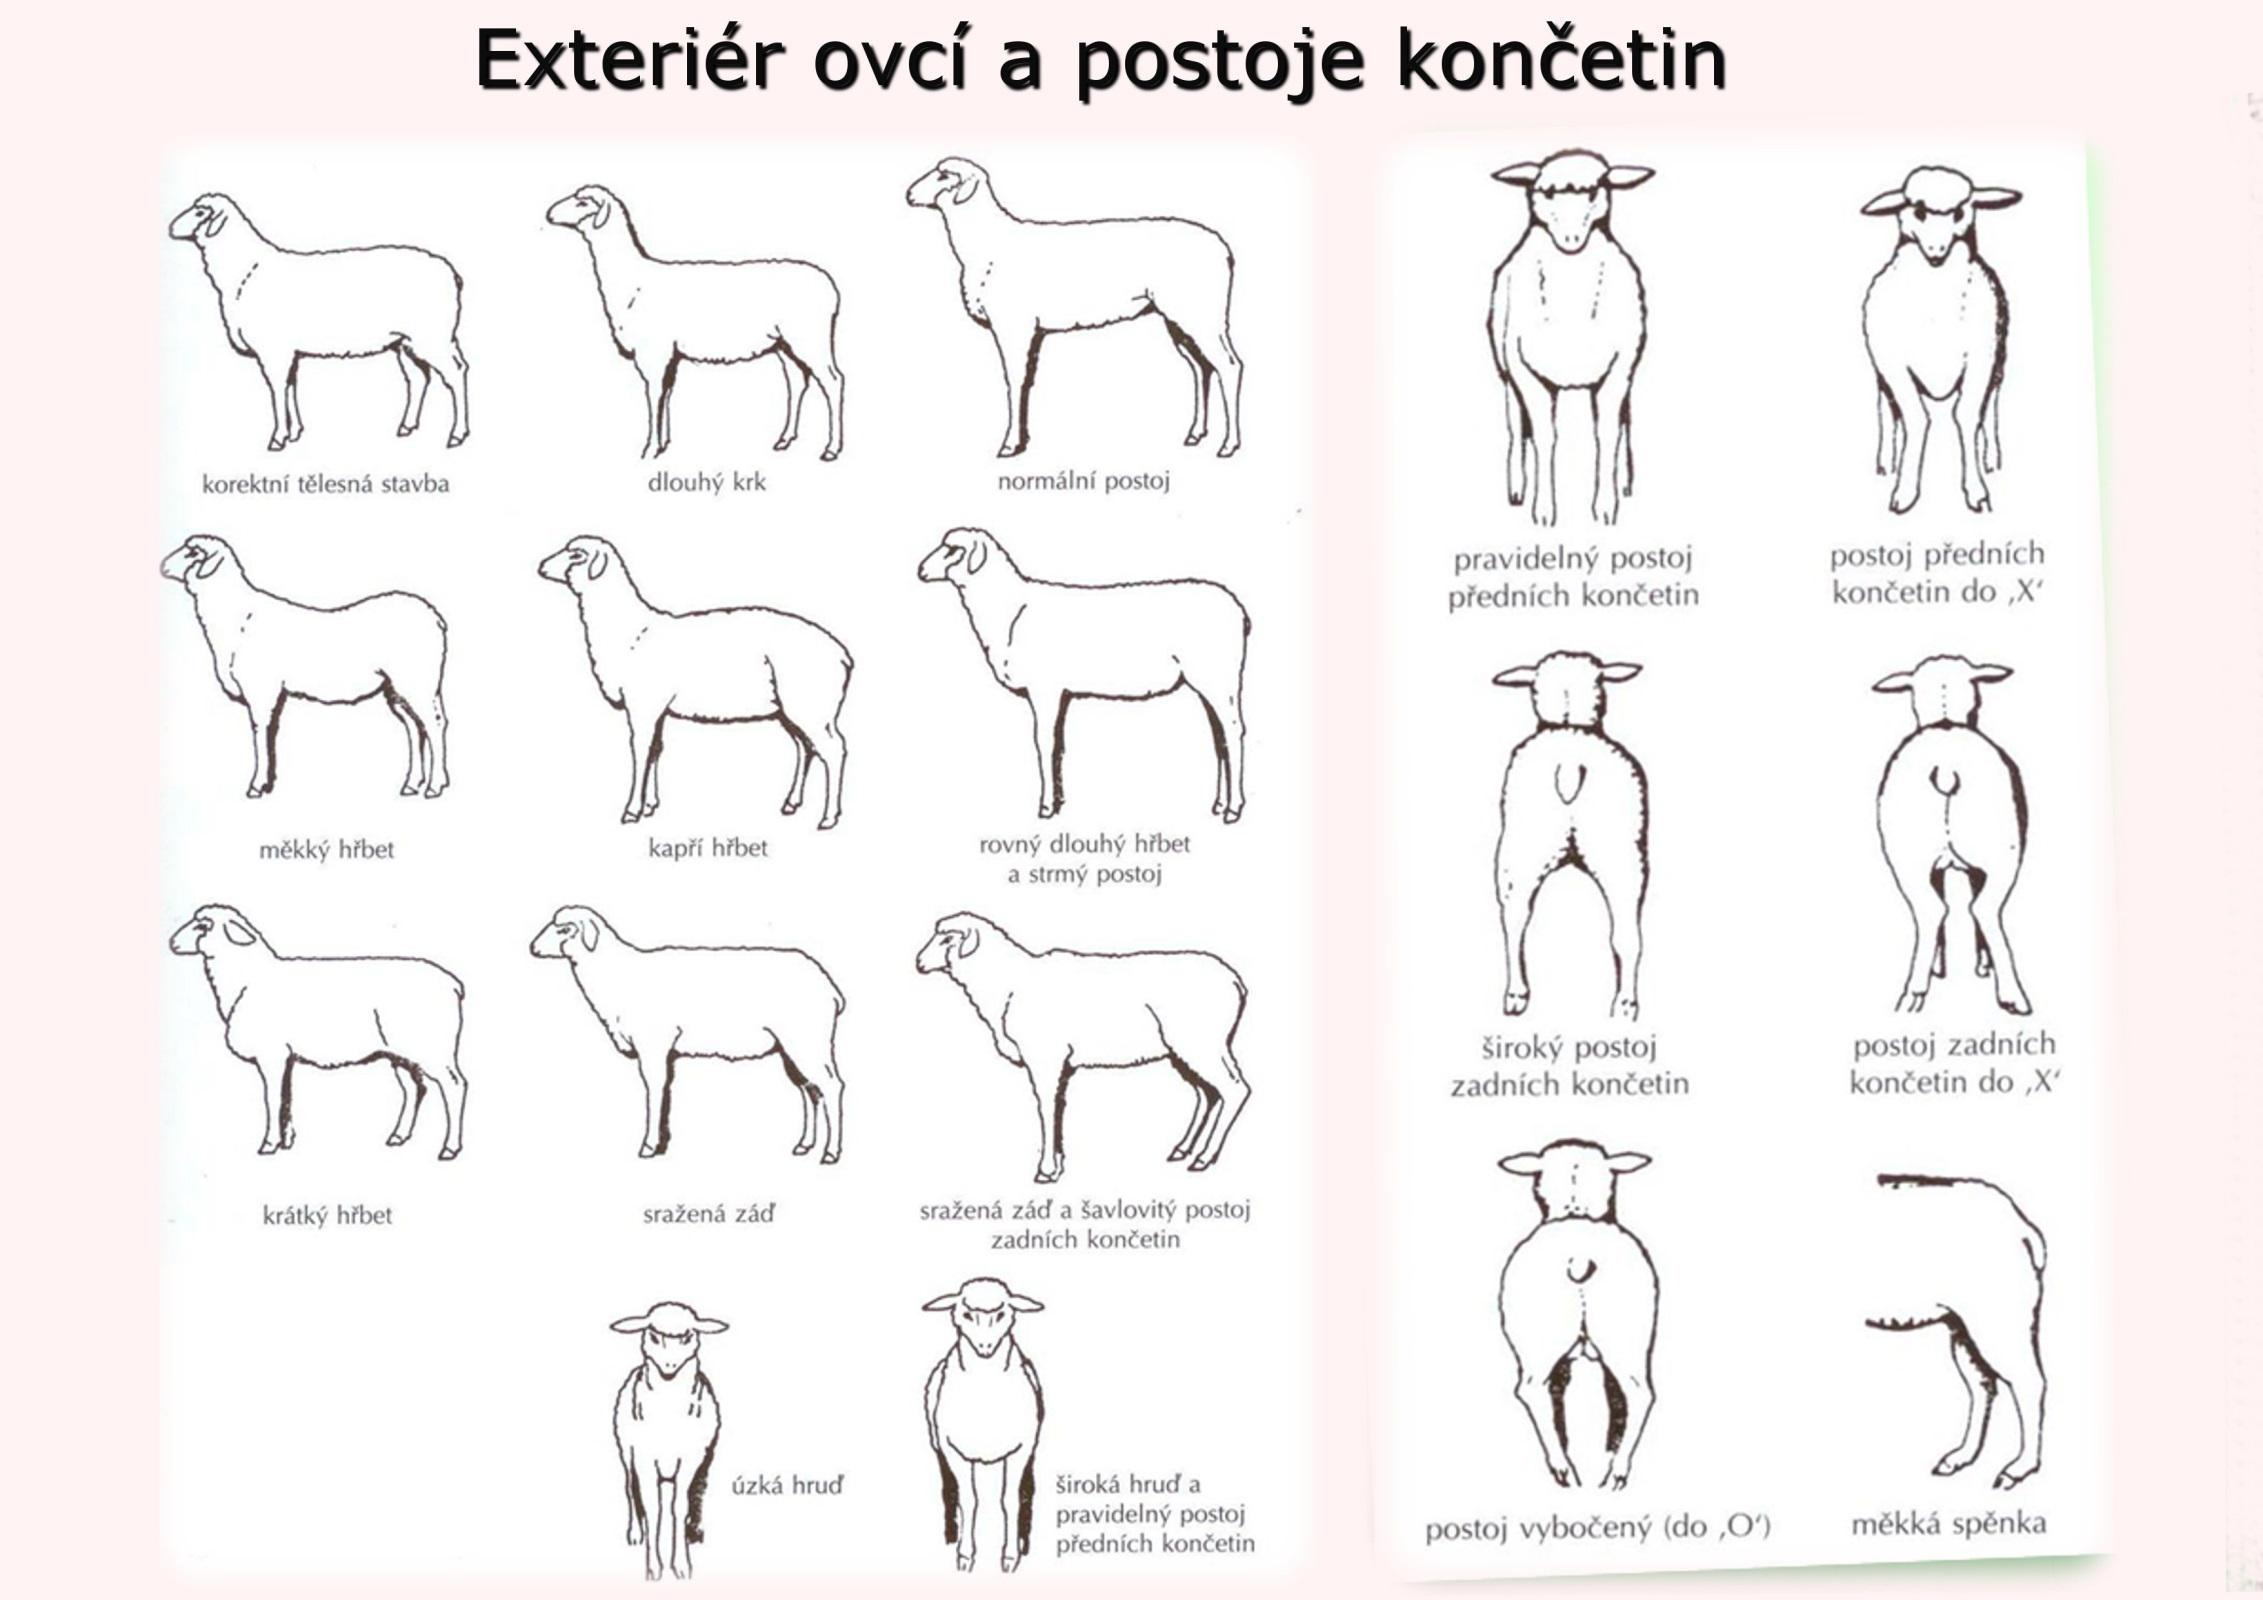 Exteriér ovcí a postoje končetin
korektní tělesná stavba
dlouhý krk
normální postoj
měkký hřbet
kapří hřbet
rovný dlouhý hřbet
a strmý postoj
krátký hřbet
sražená záď
sražená záď a šavlovitý postoj
zadních končetin
úzká hruď
široká hruď a
pravidelný postoj
předních končetin
pravidelný postoj
předních končetin
postoj předních
končetin do ‚X‘
široký postoj
zadních končetin
postoj zadních
končetin do ‚X‘
postoj vybočený (do ‚O‘)
měkká spěnka